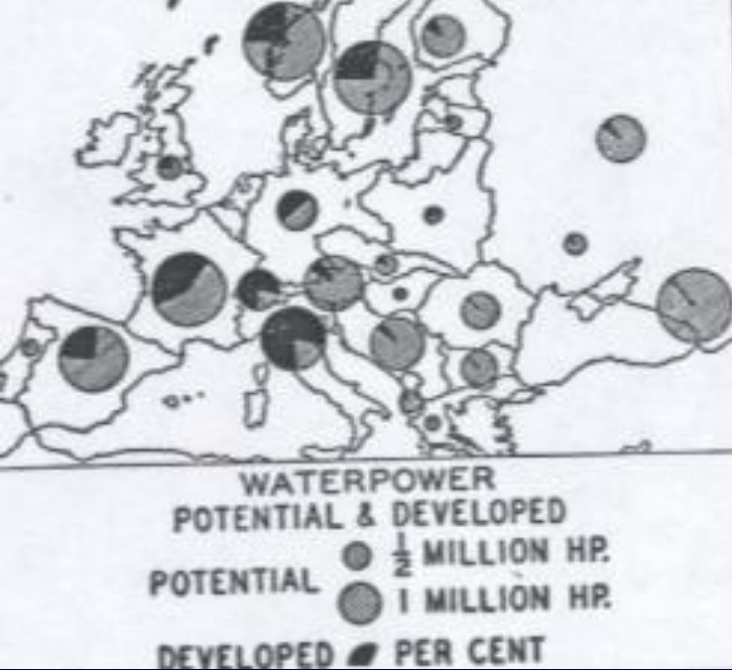 WATERPOWER
POTENTIAL & DEVELOPED
½ MILLION HP.
POTENTIAL
1 MILLION HP.
DEVELOPED PER CENT